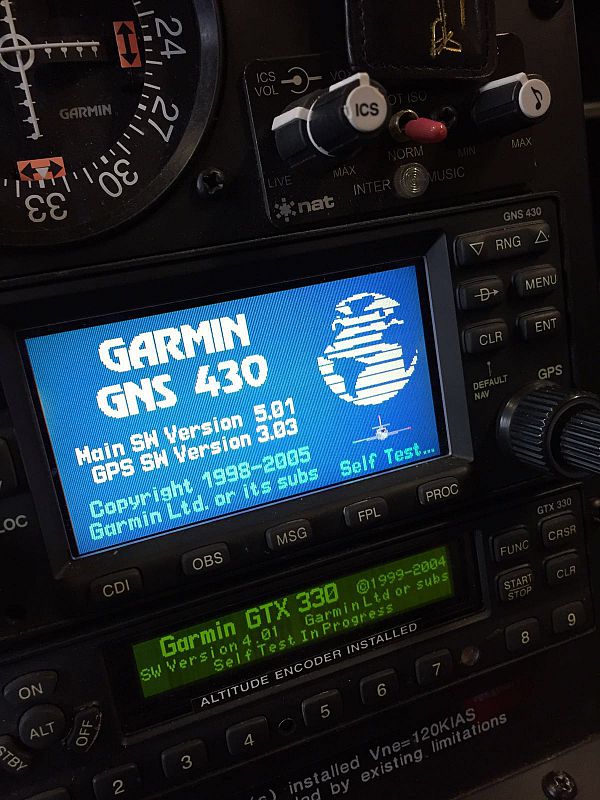 24
27
30
33
GARMIN
ICS
VOL
ICS
ISO
NORM
LIVE
MAX
MIN
MAX
INTER
MUSIC
nat
GNS 430
RNG
D
MENU
CLR
ENT
DEFAULT
NAV
GPS
GARMIN
GNS 430
Main SW Version 5.01
GPS SW Version 3.03
Copyright 1998-2005
Garmin Ltd. or its subs
Self Test...
CDI
OBS
MSG
FPL
PROC
GTX 330
FUNC
CRSR
START
STOP
CLR
Garmin GTX 330 ©1999-2004
SW Version 4.01 Garmin Ltd or subs
Self Test In Progress
ALTITUDE ENCODER INSTALLED
ON
ALT
OFF
STBY
2
3
4
5
6
7
8
9
installed Vne=120KIAS
by existing limitations